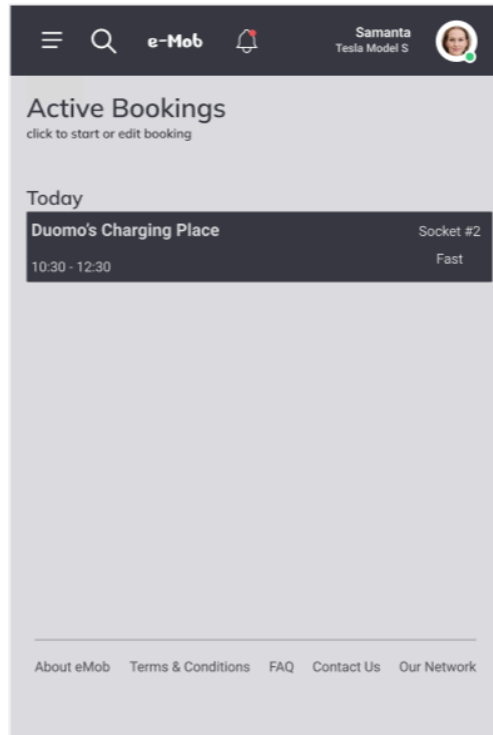 e-Mob
Samanta
Tesla Model S
Active Bookings
click to start or edit booking
Today
Duomo's Charging Place
Socket #2
10:30 - 12:30
Fast
About eMob Terms & Conditions FAQ Contact Us Our Network